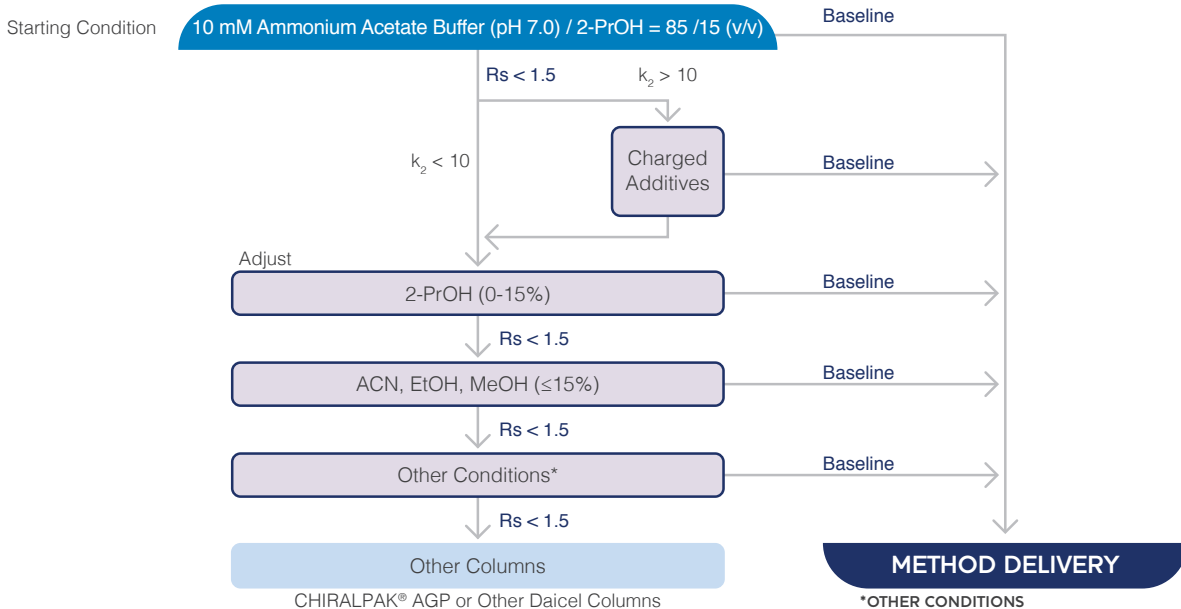 Starting Condition
10 mM Ammonium Acetate Buffer (pH 7.0) / 2-PrOH = 85 /15 (v/v)
Baseline
Rs < 1.5
k₂ > 10
k₂ < 10
Charged
Additives
Baseline
Adjust
2-PrOH (0-15%)
Baseline
Rs < 1.5
ACN, EtOH, MeOH (≤15%)
Baseline
Rs < 1.5
Other Conditions*
Baseline
Rs < 1.5
Other Columns
METHOD DELIVERY
CHIRALPAK® AGP or Other Daicel Columns
*OTHER CONDITIONS